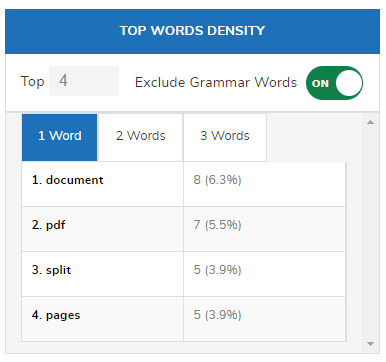 TOP WORDS DENSITY
Top 4 Exclude Grammar Words ON
1 Word 2 Words 3 Words
1. document 8 (6.3%)
2. pdf 7 (5.5%)
3. split 5 (3.9%)
4. pages 5 (3.9%)